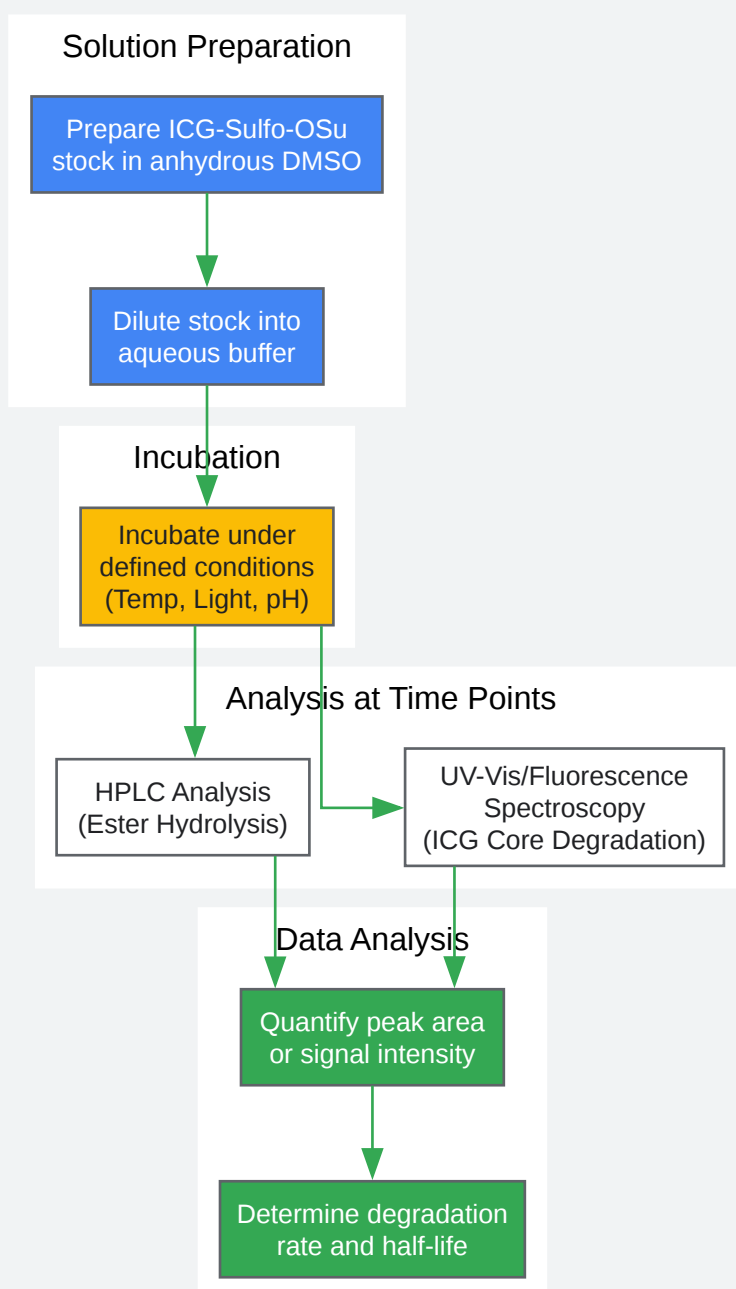 Solution Preparation
Prepare ICG-Sulfo-OSu
stock in anhydrous DMSO
Dilute stock into
aqueous buffer
Incubation
Incubate under
defined conditions
(Temp, Light, pH)
Analysis at Time Points
HPLC Analysis
(Ester Hydrolysis)
UV-Vis/Fluorescence
Spectroscopy
(ICG Core Degradation)
Data Analysis
Quantify peak area
or signal intensity
Determine degradation
rate and half-life